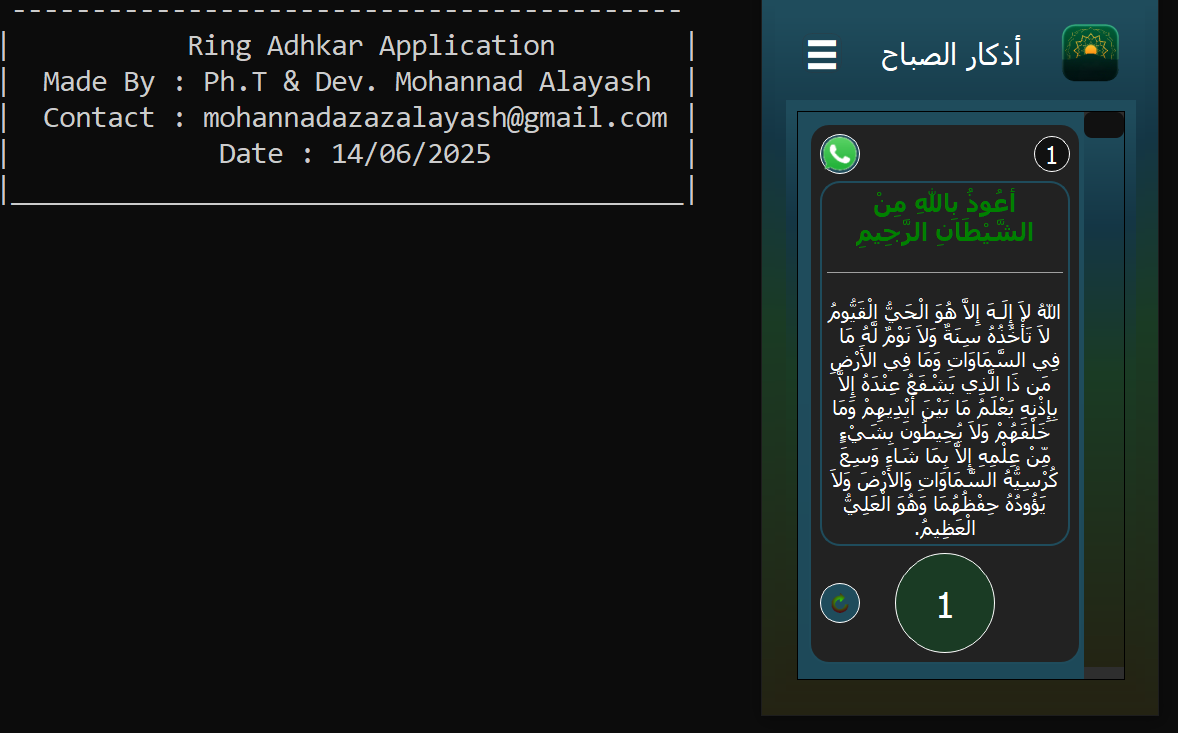 Ring Adhkar Application
Made By : Ph.T & Dev. Mohannad Alayash
Contact : mohannadazazalayash@gmail.com
Date : 14/06/2025
أذكار الصباح
1
أعُوذُ باللهِ مِنْ
الشَّيْطَانِ الرَّجِيمِ
اللهُ لاَ إِلَـهَ إِلاَّ هُوَ الْحَيُّ الْقَيُّومُ
لاَ تَأْخُذُهُ سِنَةٌ وَلاَ نَوْمٌ لَّهُ مَا
فِي السَّمَاوَاتِ وَمَا فِي الأَرْضِ
مَن ذَا الَّذِي يَشْفَعُ عِنْدَهُ إِلاَّ
بِإِذْنِهِ يَعْلَمُ مَا بَيْنَ أَيْدِيهِمْ وَمَا
خَلْفَهُمْ وَلاَ يُحِيطُونَ بِشَيْءٍ
مِّنْ عِلْمِهِ إِلاَّ بِمَا شَاء وَسِعَ
كُرْسِيُّهُ السَّمَاوَاتِ وَالأَرْضَ وَلاَ
يَؤُودُهُ حِفْظُهُمَا وَهُوَ الْعَلِيُّ
الْعَظِيمُ.
1